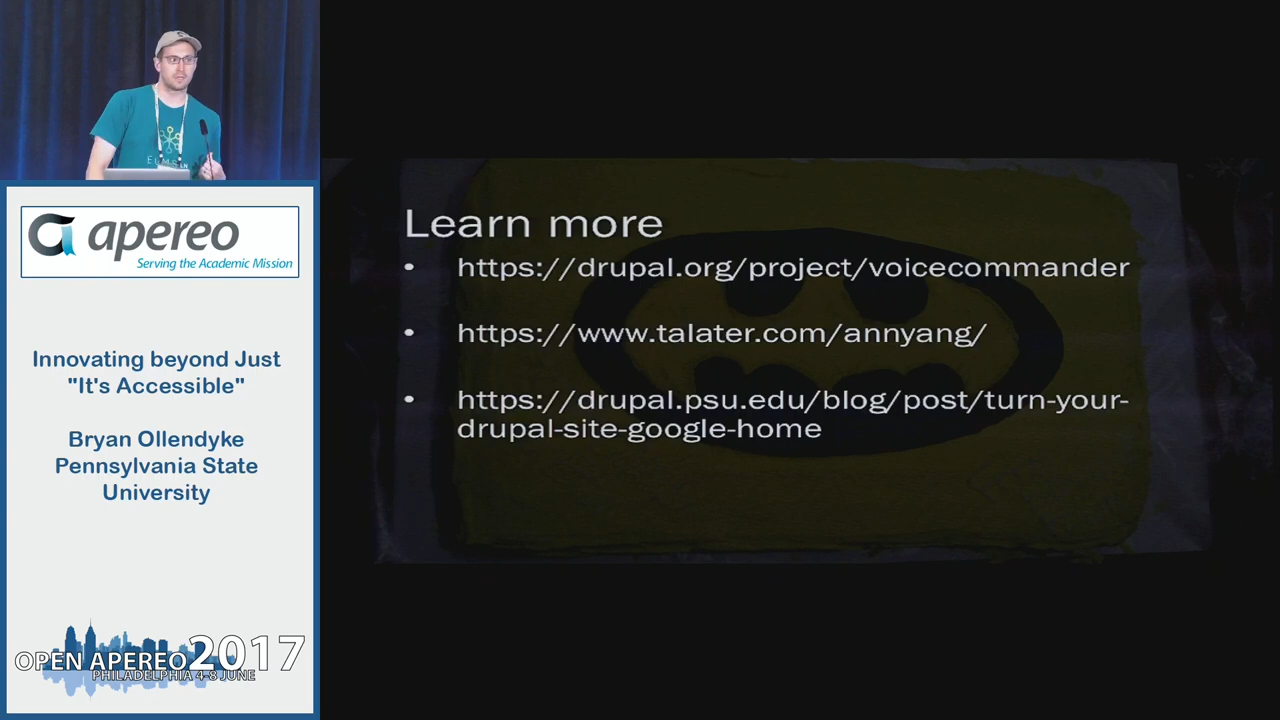 ELMS LN
apereo
Serving the Academic Mission
Innovating beyond Just
"It's Accessible"
Bryan Ollendyke
Pennsylvania State
University
OPEN APEREO 2017
PHILADELPHIA 4-8 JUNE
Learn more
• https://drupal.org/project/voicecommander
• https://www.talater.com/annyang/
• https://drupal.psu.edu/blog/post/turn-your-
drupal-site-google-home